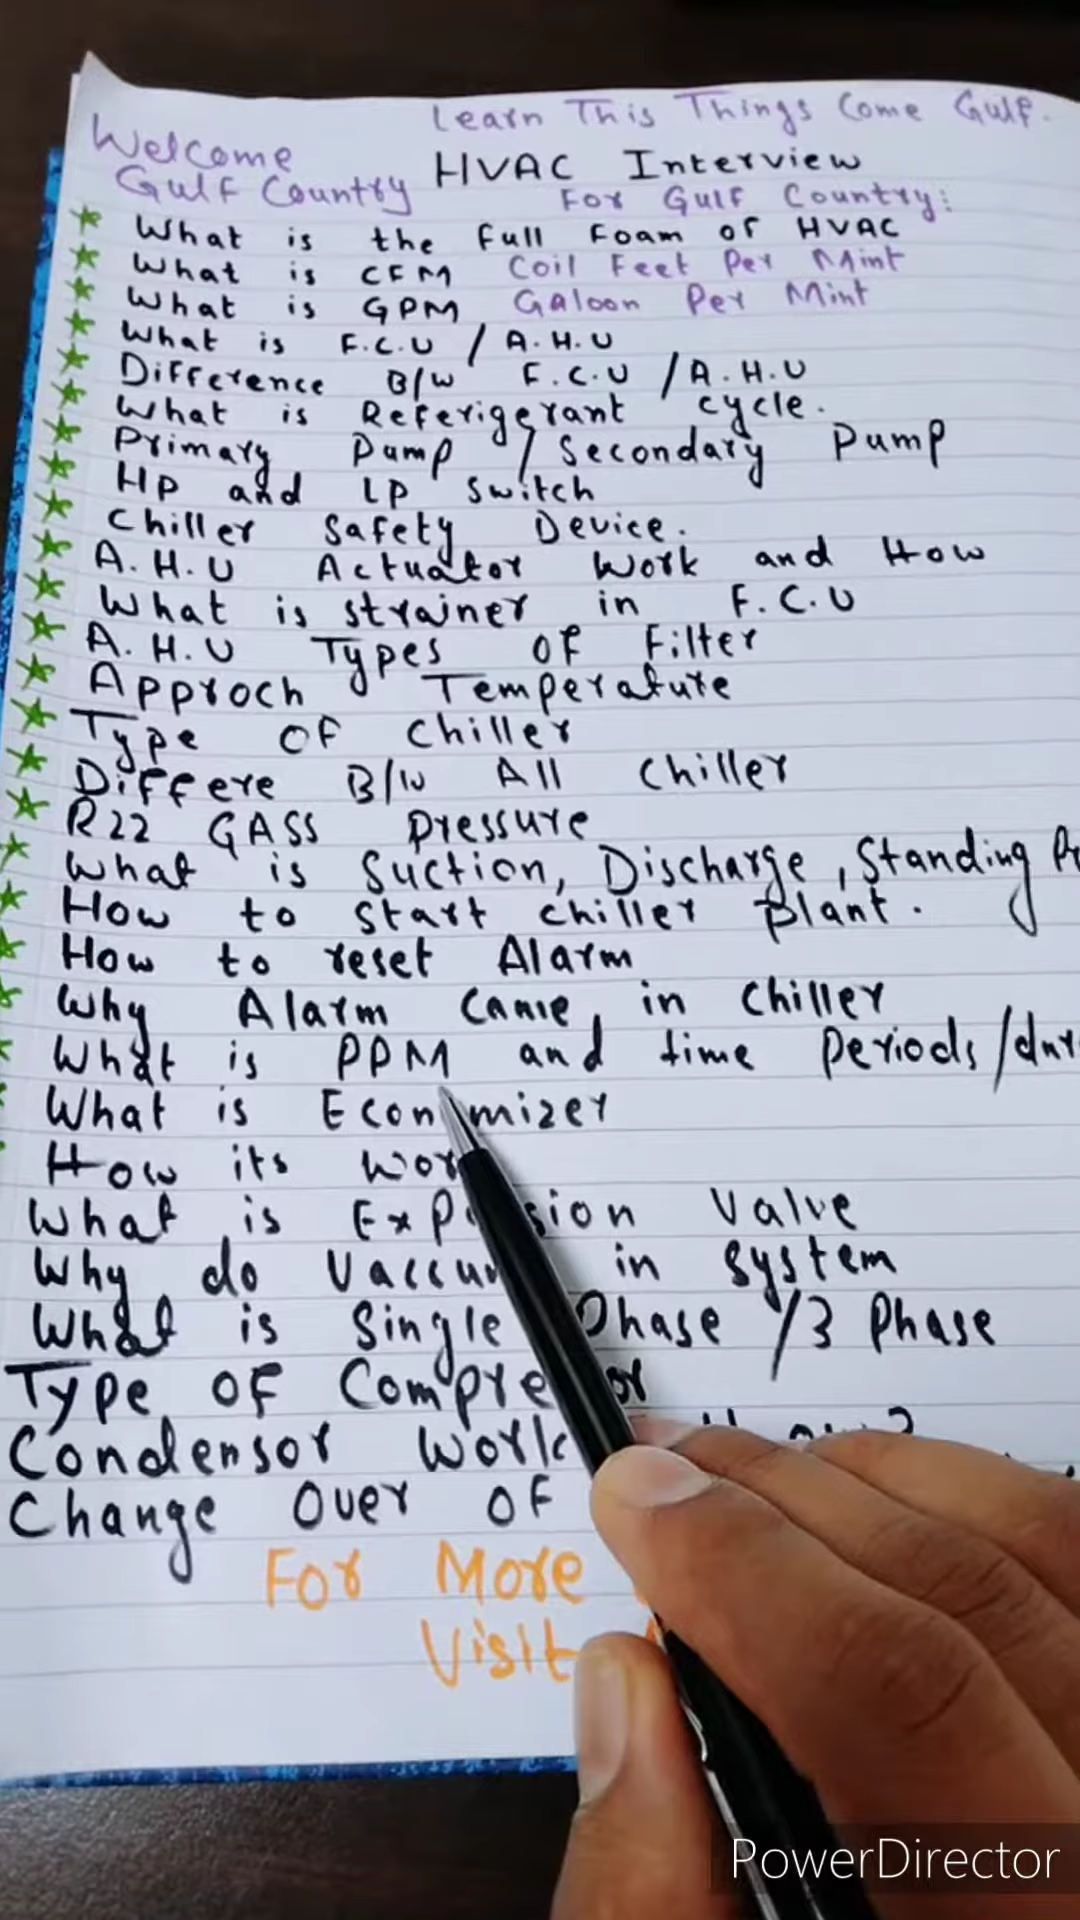 Learn This Things Come Gulf.
Welcome
Gulf Country
HVAC Interview
For Gulf Country:
What is the Full Foam of HVAC
What is CFM Coil Feet Per Mint
What is GPM Galoon Per Mint
What is F.C.U / A.H.U
Difference B/w F.C.U / A.H.U
What is Referigerant cycle.
Primary Pump / Secondary Pump
HP and LP Switch
Chiller Safety Device.
A.H.U Actuator Work and How
What is strainer in F.C.U
A.H.U Types of Filter
Approch Temperature
Type of chiller
Differe B/w All chiller
R22 GASS Pressure
What is Suction, Discharge, Standing
How to start chiller plant.
How to reset Alarm
Why Alarm Came, in chiller
What is PPM and time Periods/
What is Economizer
How its
What is Valve
Why do in system
What is Single Phase /3 Phase
Type of
Condensor
Change Over of
For More
Visit
PowerDirector